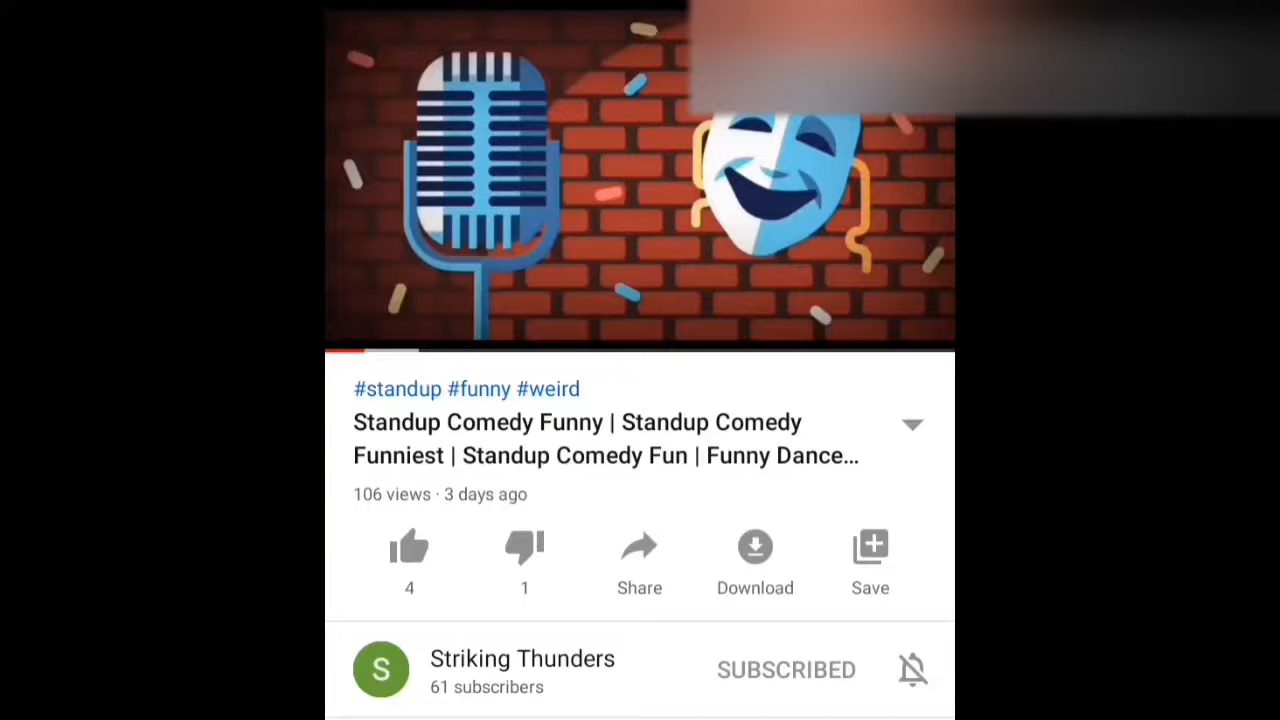 #standup #funny #weird
Standup Comedy Funny | Standup Comedy
Funniest | Standup Comedy Fun | Funny Dance...
106 views · 3 days ago
4
1
Share
Download
Save
S
Striking Thunders
61 subscribers
SUBSCRIBED